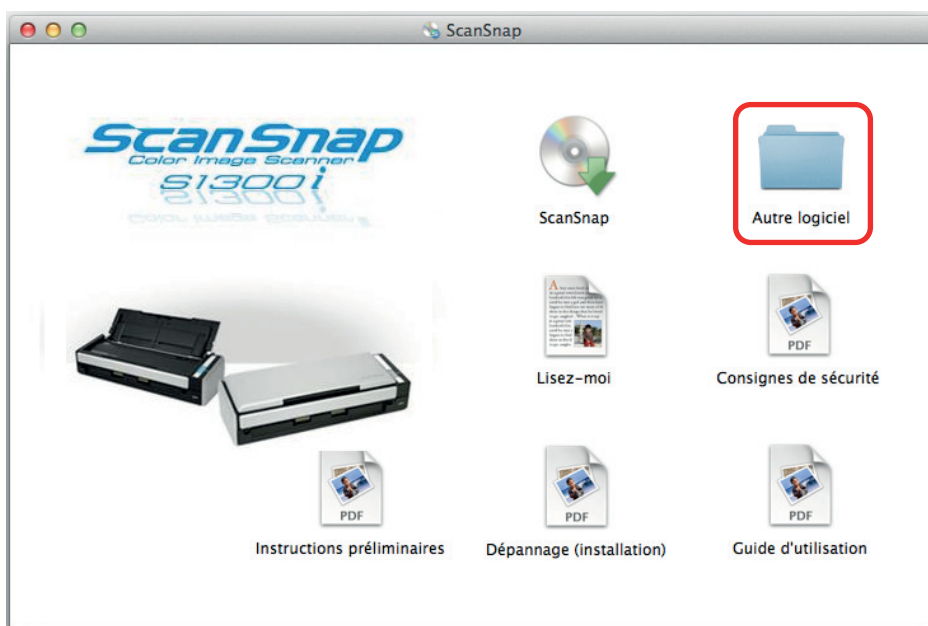 ScanSnap
ScanSnap
Color Image Scanner
S1300i
ScanSnap
Autre logiciel
Lisez-moi
PDF
Consignes de sécurité
PDF
Instructions préliminaires
PDF
Dépannage (installation)
PDF
Guide d'utilisation